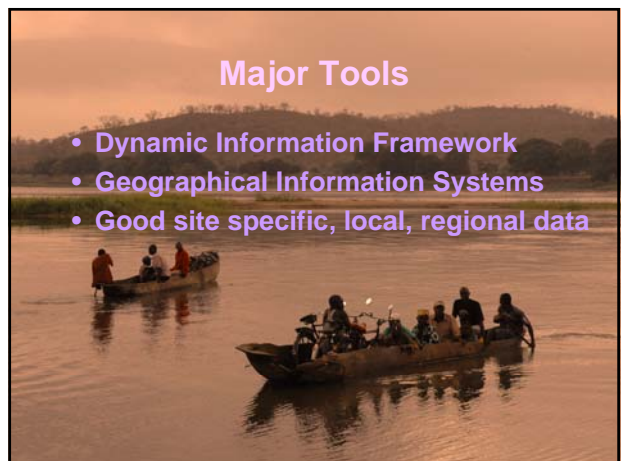 Major Tools
• Dynamic Information Framework
• Geographical Information Systems
• Good site specific, local, regional data